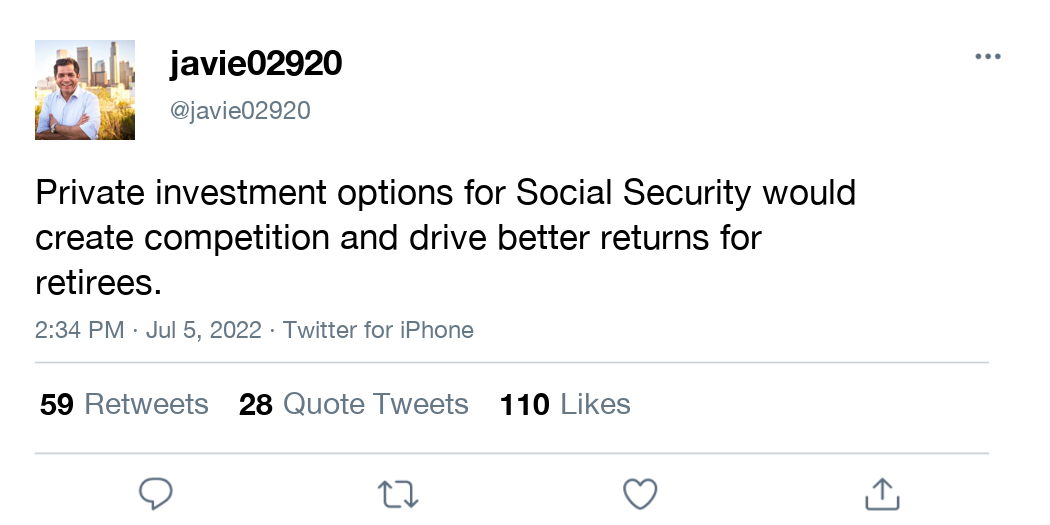 javie02920
@javie02920
Private investment options for Social Security would
create competition and drive better returns for
retirees.
2:34 PM · Jul 5, 2022 · Twitter for iPhone
59 Retweets 28 Quote Tweets 110 Likes